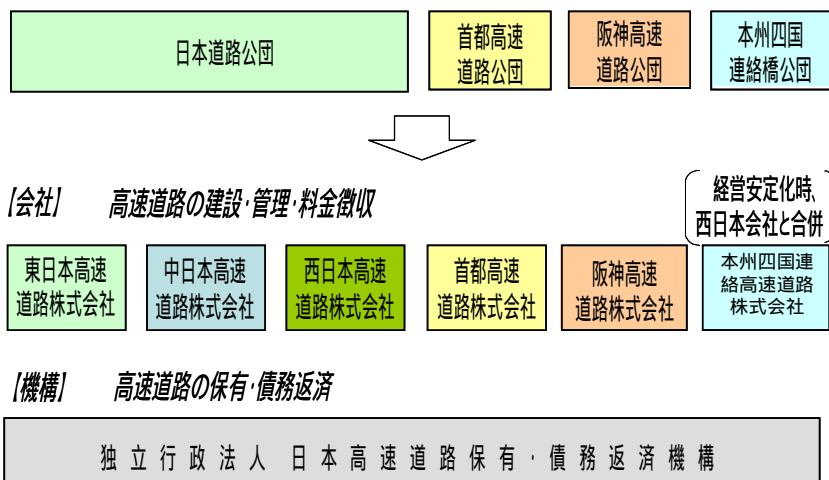 日本道路公団
首都高速
道路公団
阪神高速
道路公団
本州四国
連絡橋公団
【会社】 高速道路の建設・管理・料金徴収
経営安定化時、
西日本会社と合併
東日本高速
道路株式会社
中日本高速
道路株式会社
西日本高速
道路株式会社
首都高速
道路株式会社
阪神高速
道路株式会社
本州四国連
絡高速道路
株式会社
【機構】 高速道路の保有・債務返済
独立行政法人 日本高速道路保有・債務返済機構